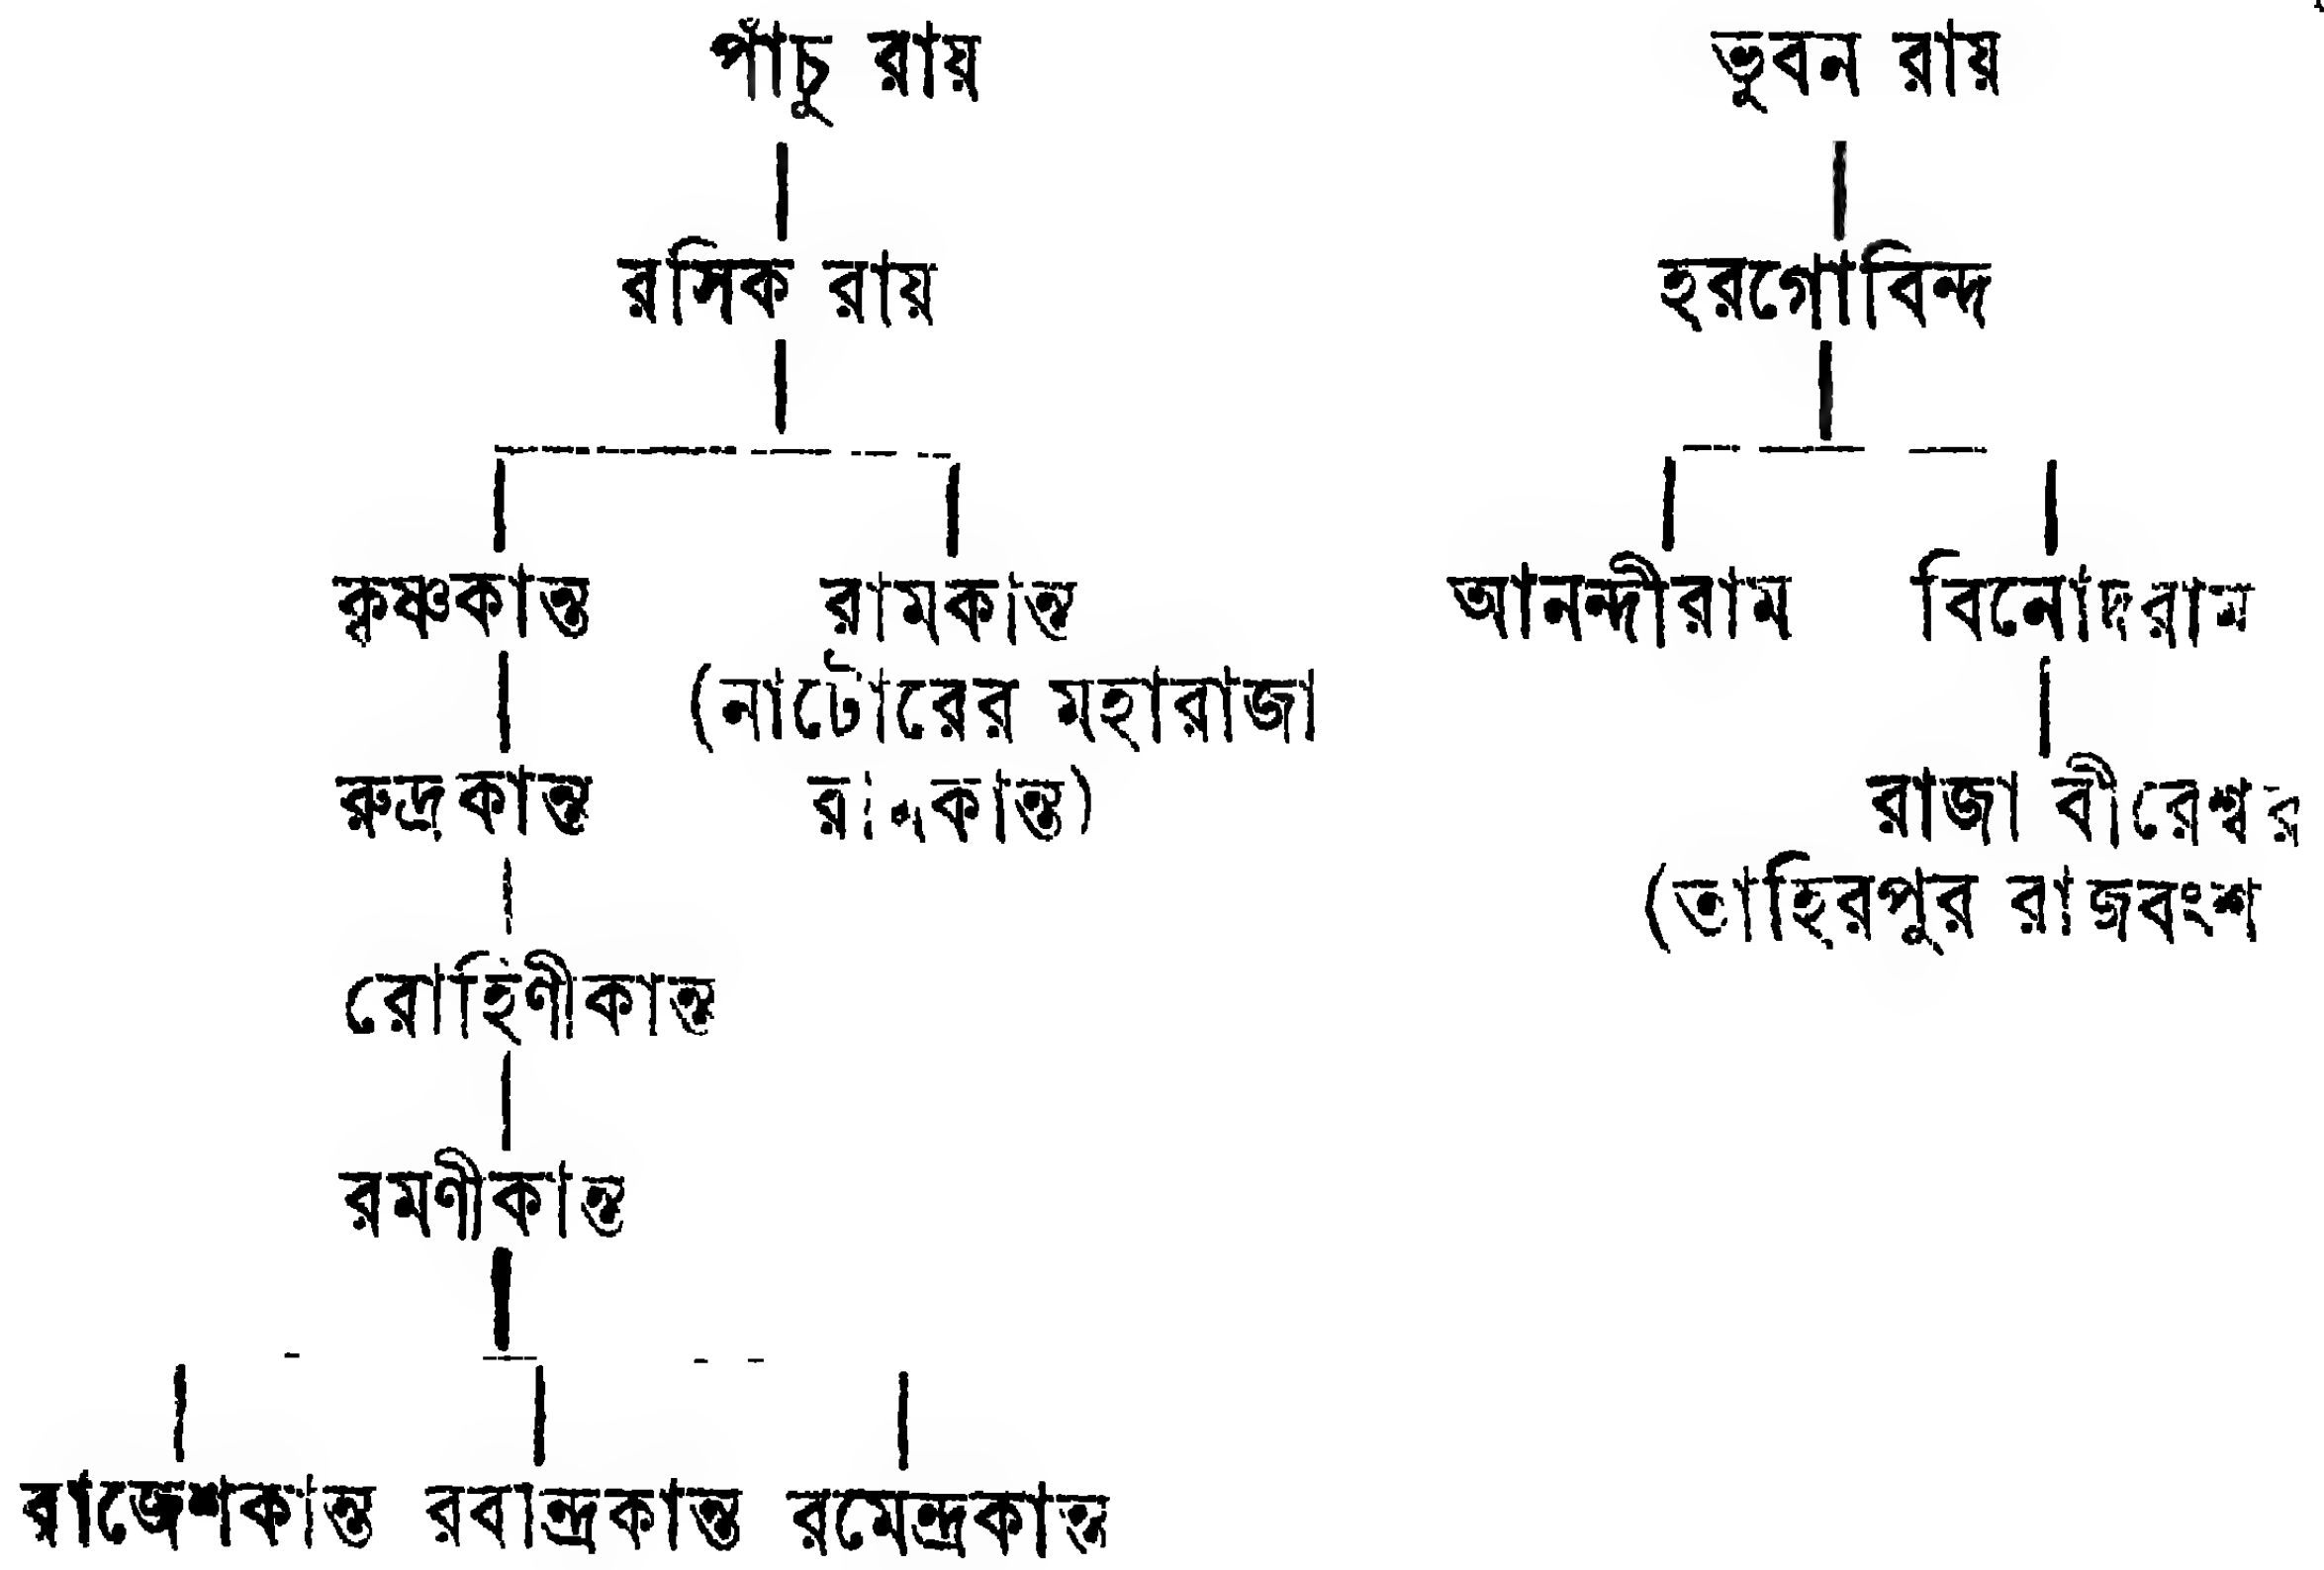 পাঁচু রায়
ভুবন রায়
রসিক রায়
হরগোবিন্দ
কৃষ্ণকান্ত
রামকান্ত
(নাটোরের মহারাজা
আনন্দীরাম
বিনোদরাম
রুদ্রকান্ত
রাজা বীরেশ্বর
(তাহিরপুর রাজবংশ
রোহিণীকান্ত
রমণীকান্ত
রাজেশকান্ত রবীন্দ্রকান্ত রমেন্দ্রকান্ত